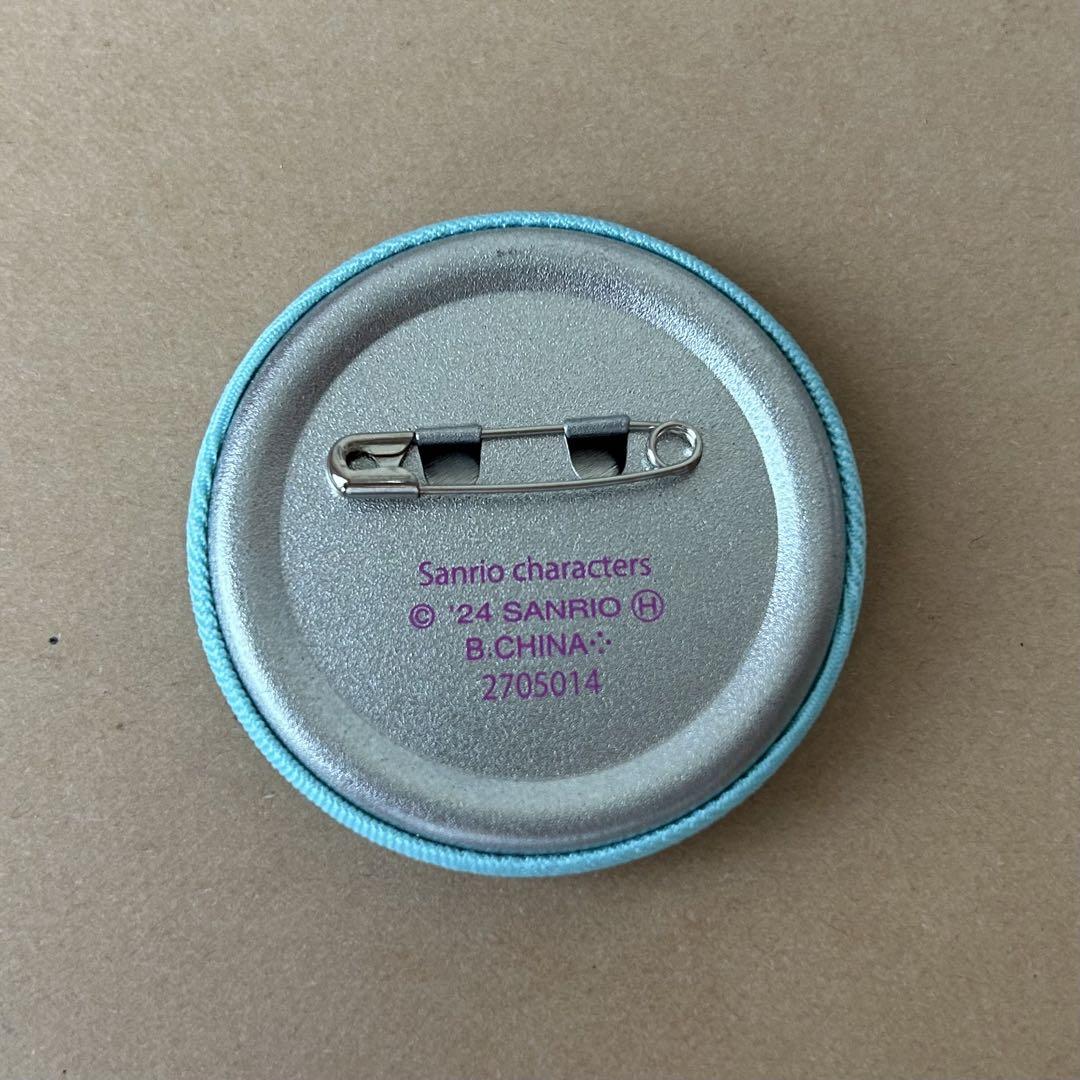 Sanrio characters
© '24 SANRIO Ⓗ
B.CHINA∴
2705014